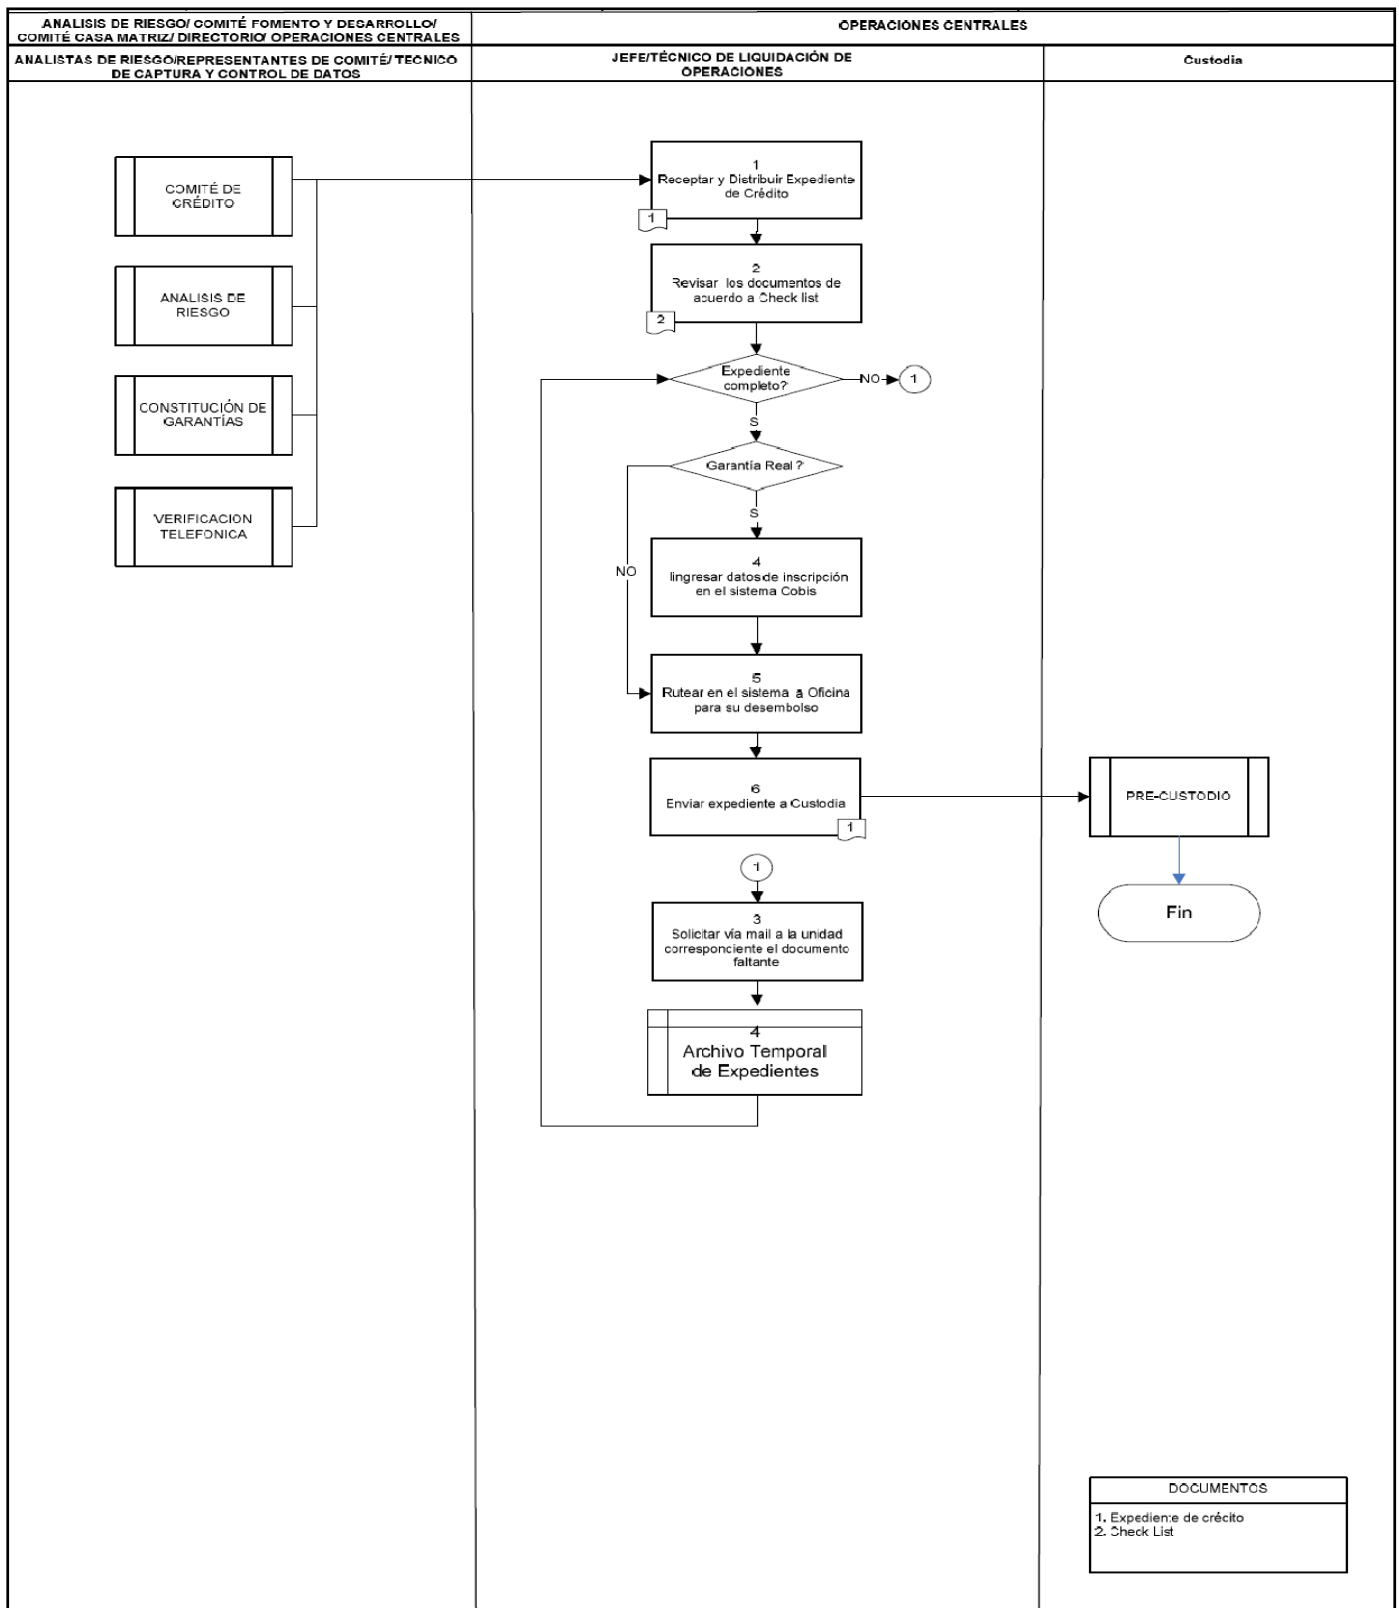 ANALISIS DE RIESGO/ COMITÉ FOMENTO Y DESARROLLO/
COMITÉ CASA MATRIZ/ DIRECTORIO/ OPERACIONES CENTRALES
OPERACIONES CENTRALES
ANALISTAS DE RIESGO/REPRESENTANTES DE COMITÉ/ TECNICO
DE CAPTURA Y CONTROL DE DATOS
JEFE/TÉCNICO DE LIQUIDACIÓN DE
OPERACIONES
Custodia
COMITÉ DE
CRÉDITO
ANALISIS DE
RIESGO
CONSTITUCIÓN DE
GARANTÍAS
VERIFICACION
TELEFONICA
1
Receptar y Distribuir Expediente
de Crédito
1
2
Revisar los documentos de
acuerdo a Check list
2
Expediente
completo?
NO
1
S
Garantía Real?
S
NO
4
Iingresar datos de inscripción
en el sistema Cobis
5
Rutear en el sistema a Oficina
para su desembolso
6
Enviar expediente a Custodia
1
PRE-CUSTODIO
Fin
1
3
Solicitar vía mail a la unidad
correspondiente el documento
faltante
4
Archivo Temporal
de Expedientes
DOCUMENTOS
1. Expediente de crécito
2. Check List